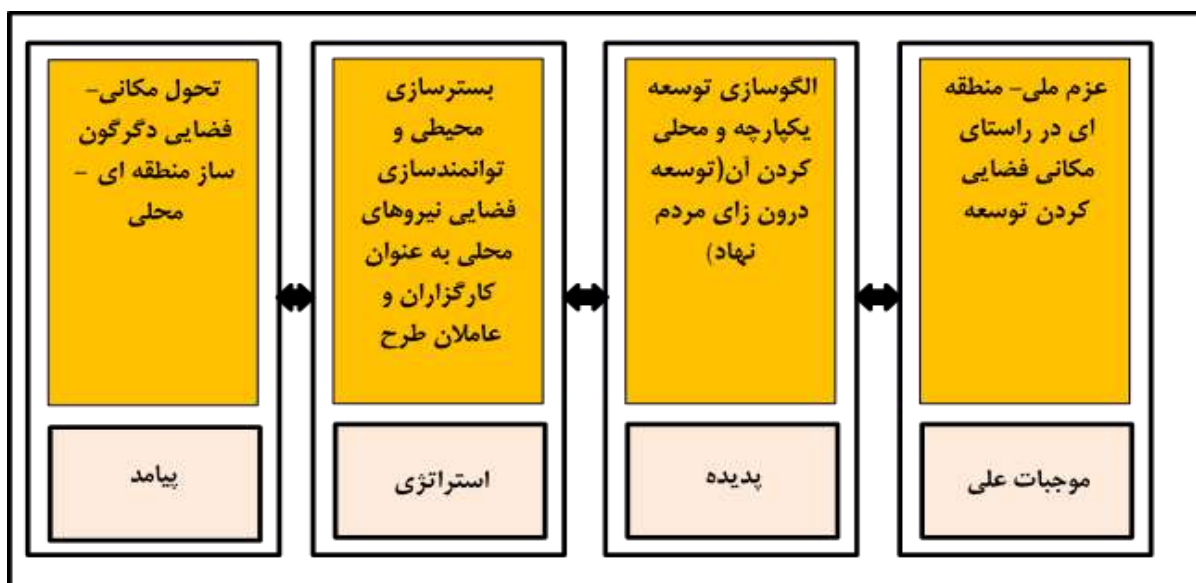 عزم ملی- منطقه
ای در راستای
مکانی فضایی
کردن توسعه
موجبات علی
الگوسازی توسعه
یکپارچه و محلی
کردن آن(توسعه
درون زای مردم
نهاد)
پدیده
بسترسازی
محیطی و
توانمندسازی
فضایی نیروهای
محلی به عنوان
کارگزاران و
عاملان طرح
استراتژی
تحول مکانی-
فضایی دگرگون
ساز منطقه ای -
محلی
پیامد